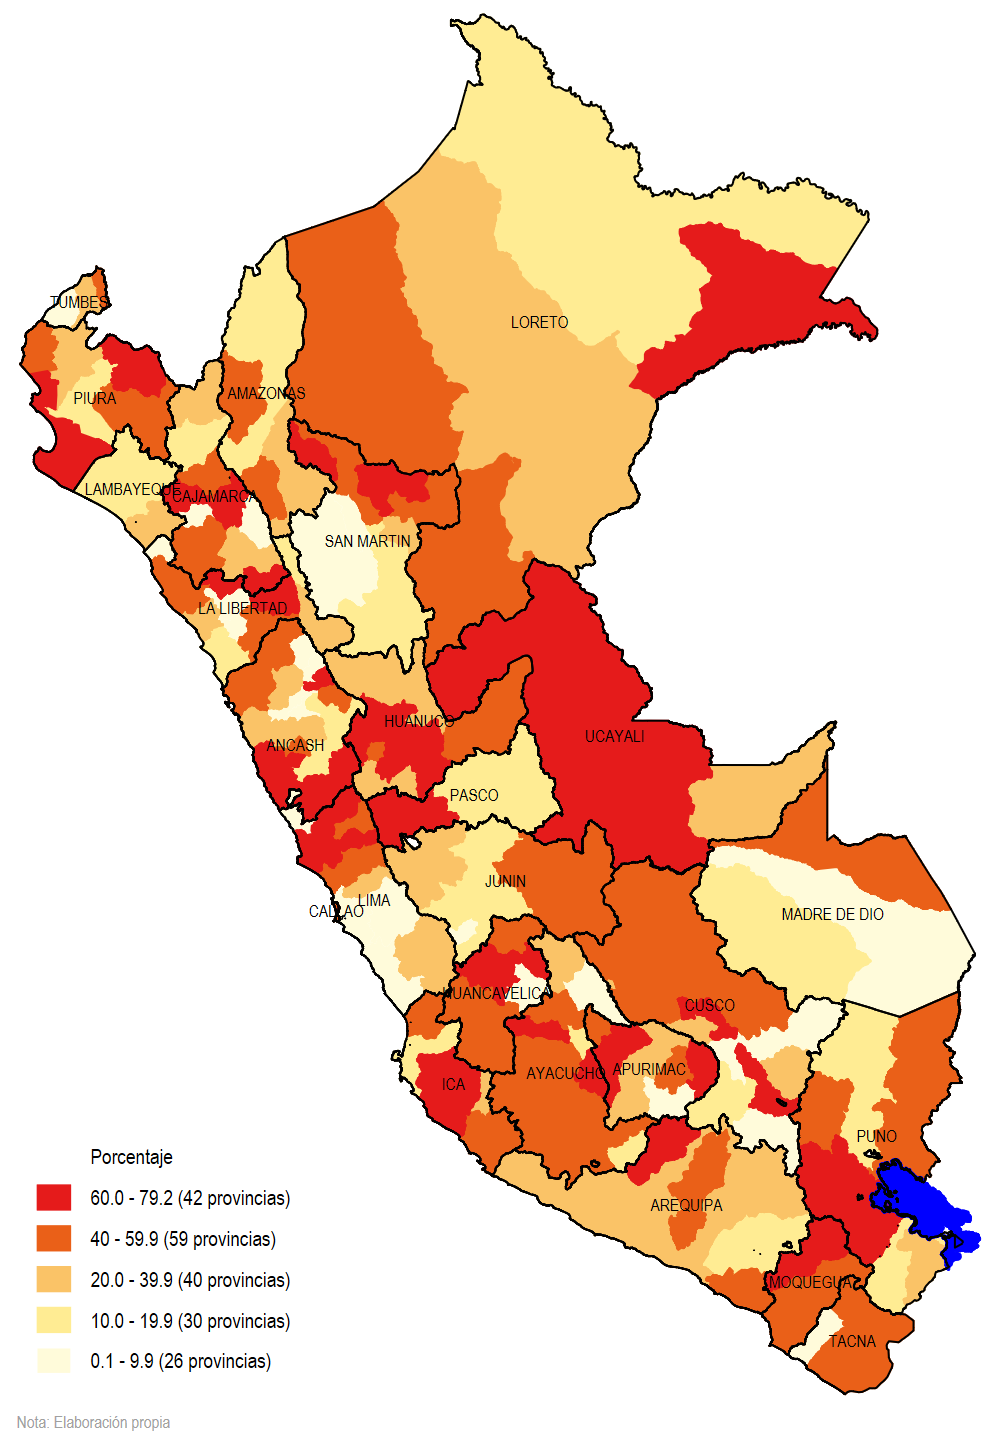 LORETO
TUMBES
AMAZONAS
PIURA
LAMBAYEQUE
CAJAMARCA
SAN MARTIN
LA LIBERTAD
HUANUCO
UCAYALI
ANCASH
PASCO
JUNIN
LIMA
CALLAO
MADRE DE DIO
HUANCAVELICA
CUSCO
APURIMAC
AYACUCHO
ICA
PUNO
AREQUIPA
MOQUEGUA
TACNA
Porcentaje
60.0 - 79.2 (42 provincias)
40 - 59.9 (59 provincias)
20.0 - 39.9 (40 provincias)
10.0 - 19.9 (30 provincias)
0.1 - 9.9 (26 provincias)
Nota: Elaboración propia